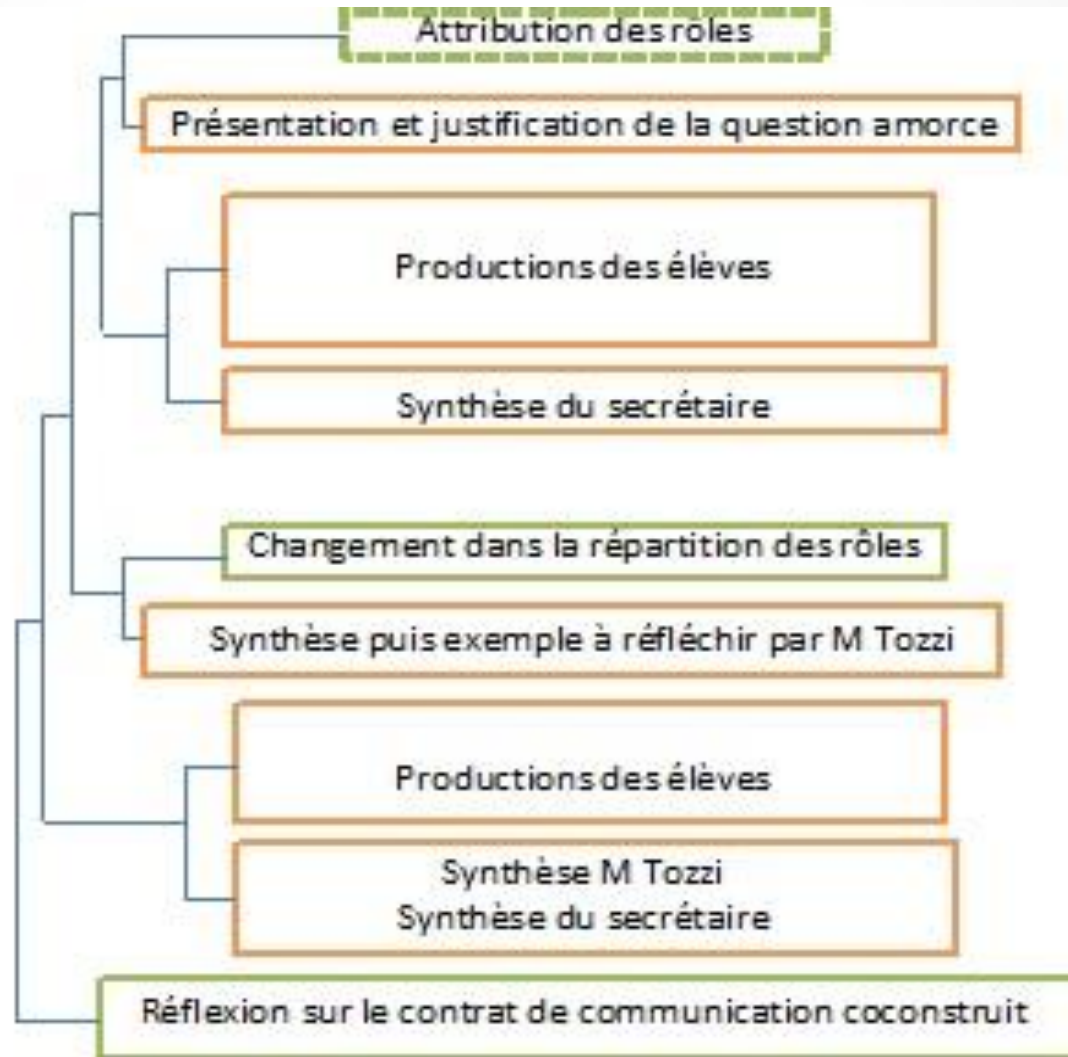 Attribution des rôles
Présentation et justification de la question amorce
Productions des élèves
Synthèse du secrétaire
Changement dans la répartition des rôles
Synthèse puis exemple à réfléchir par M Tozzi
Productions des élèves
Synthèse M Tozzi
Synthèse du secrétaire
Réflexion sur le contrat de communication coconstruit